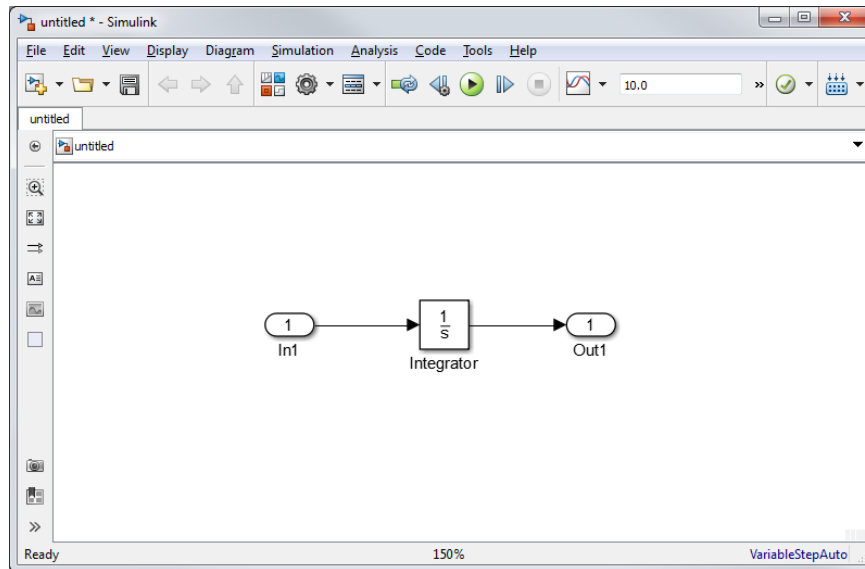 untitled * - Simulink
File Edit View Display Diagram Simulation Analysis Code Tools Help
10.0 »
untitled
untitled
A
1 1/s 1
In1 Integrator Out1
»
Ready 150% VariableStepAuto